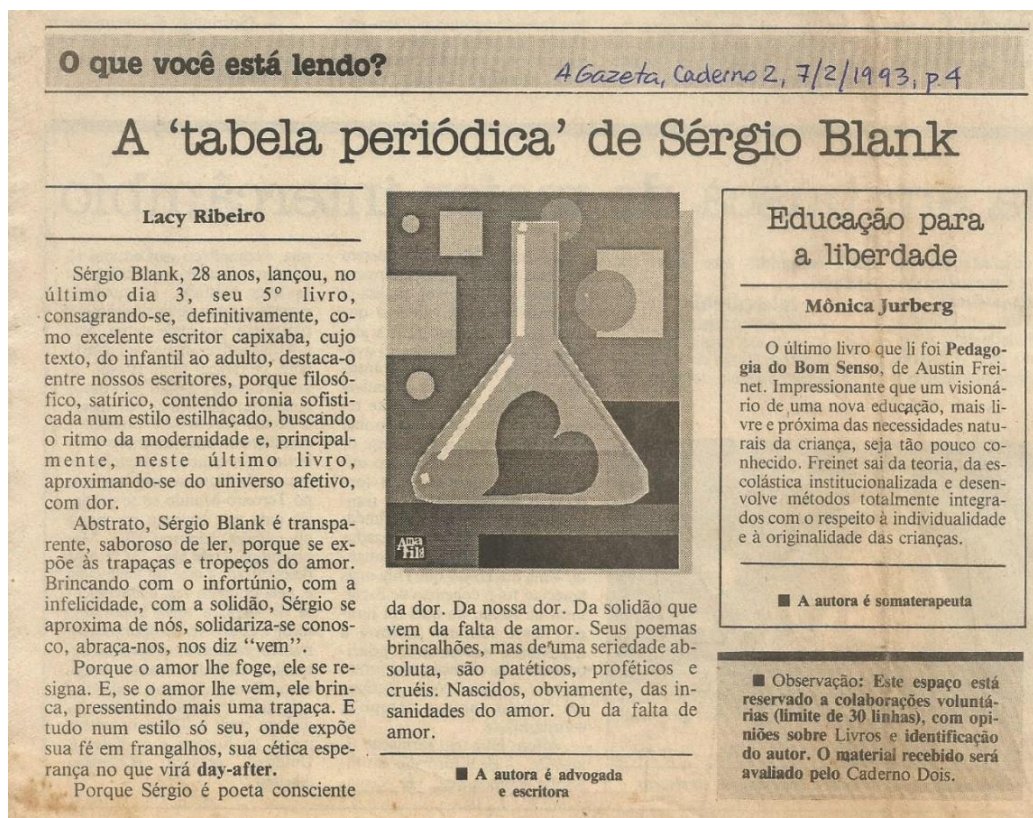 O que você está lendo?
A Gazeta, Caderno 2, 7/2/1993, p. 4
A ‘tabela periódica’ de Sérgio Blank
Lacy Ribeiro
Sérgio Blank, 28 anos, lançou, no
último dia 3, seu 5º livro,
consagrando-se, definitivamente, co-
mo excelente escritor capixaba, cujo
texto, do infantil ao adulto, destaca-o
entre nossos escritores, porque filosó-
fico, satírico, contendo ironia sofisti-
cada num estilo estilhaçado, buscando
o ritmo da modernidade e, principal-
mente, neste último livro,
aproximando-se do universo afetivo,
com dor.
Abstrato, Sérgio Blank é transpa-
rente, saboroso de ler, porque se ex-
põe às trapaças e tropeços do amor.
Brincando com o infortúnio, com a
infelicidade, com a solidão, Sérgio se
aproxima de nós, solidariza-se conos-
co, abraça-nos, nos diz “vem”.
Porque o amor lhe foge, ele se re-
signa. E, se o amor lhe vem, ele brin-
ca, pressentindo mais uma trapaça. E
tudo num estilo só seu, onde expõe
sua fé em frangalhos, sua cética espe-
rança no que virá day-after.
Porque Sérgio é poeta consciente
da dor. Da nossa dor. Da solidão que
vem da falta de amor. Seus poemas
brincalhões, mas de uma seriedade ab-
soluta, são patéticos, proféticos e
cruéis. Nascidos, obviamente, das in-
sanidades do amor. Ou da falta de
amor.
■ A autora é advogada
e escritora
Educação para
a liberdade
Mônica Jurberg
O último livro que li foi Pedago-
gia do Bom Senso, de Austin Frei-
net. Impressionante que um visioná-
rio de uma nova educação, mais li-
vre e próxima das necessidades natu-
rais da criança, seja tão pouco co-
nhecido. Freinet sai da teoria, da es-
colástica institucionalizada e desen-
volve métodos totalmente integra-
dos com o respeito à individualidade
e à originalidade das crianças.
■ A autora é somaterapeuta
■ Observação: Este espaço está
reservado a colaborações voluntá-
rias (limite de 30 linhas), com opi-
niões sobre Livros e identificação
do autor. O material recebido será
avaliado pelo Caderno Dois.